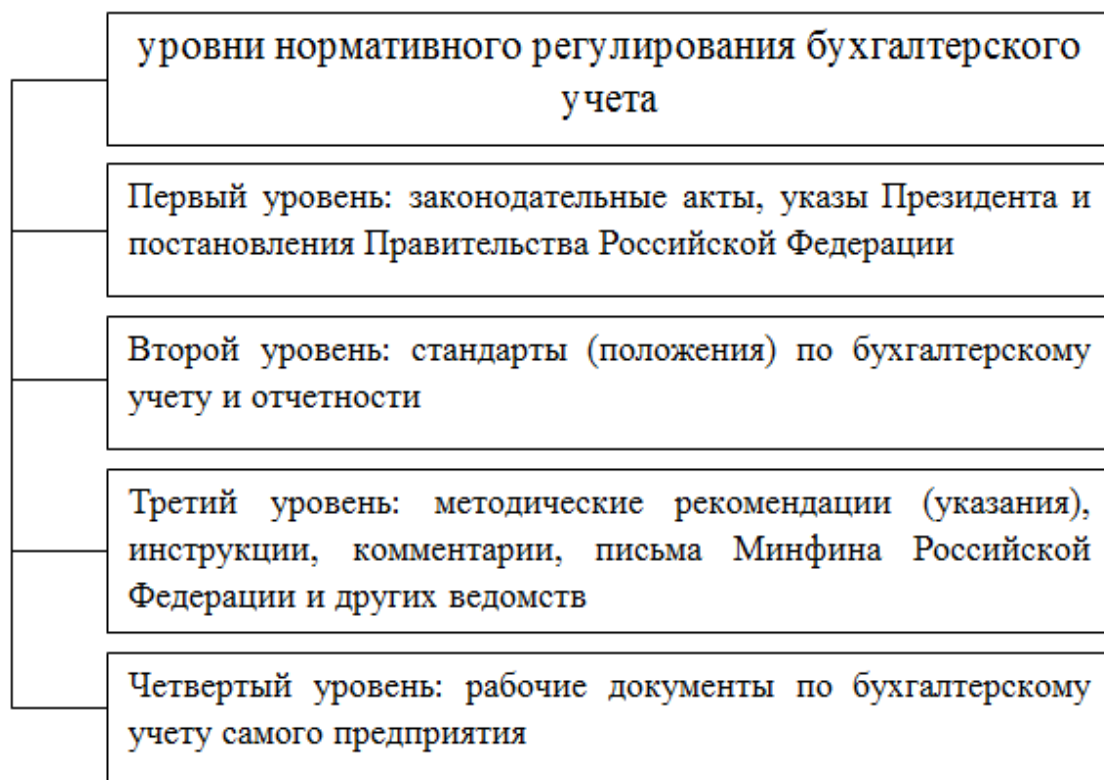 уровни нормативного регулирования бухгалтерского
учета
Первый уровень: законодательные акты, указы Президента и
постановления Правительства Российской Федерации
Второй уровень: стандарты (положения) по бухгалтерскому
учету и отчетности
Третий уровень: методические рекомендации (указания),
инструкции, комментарии, письма Минфина Российской
Федерации и других ведомств
Четвертый уровень: рабочие документы по бухгалтерскому
учету самого предприятия